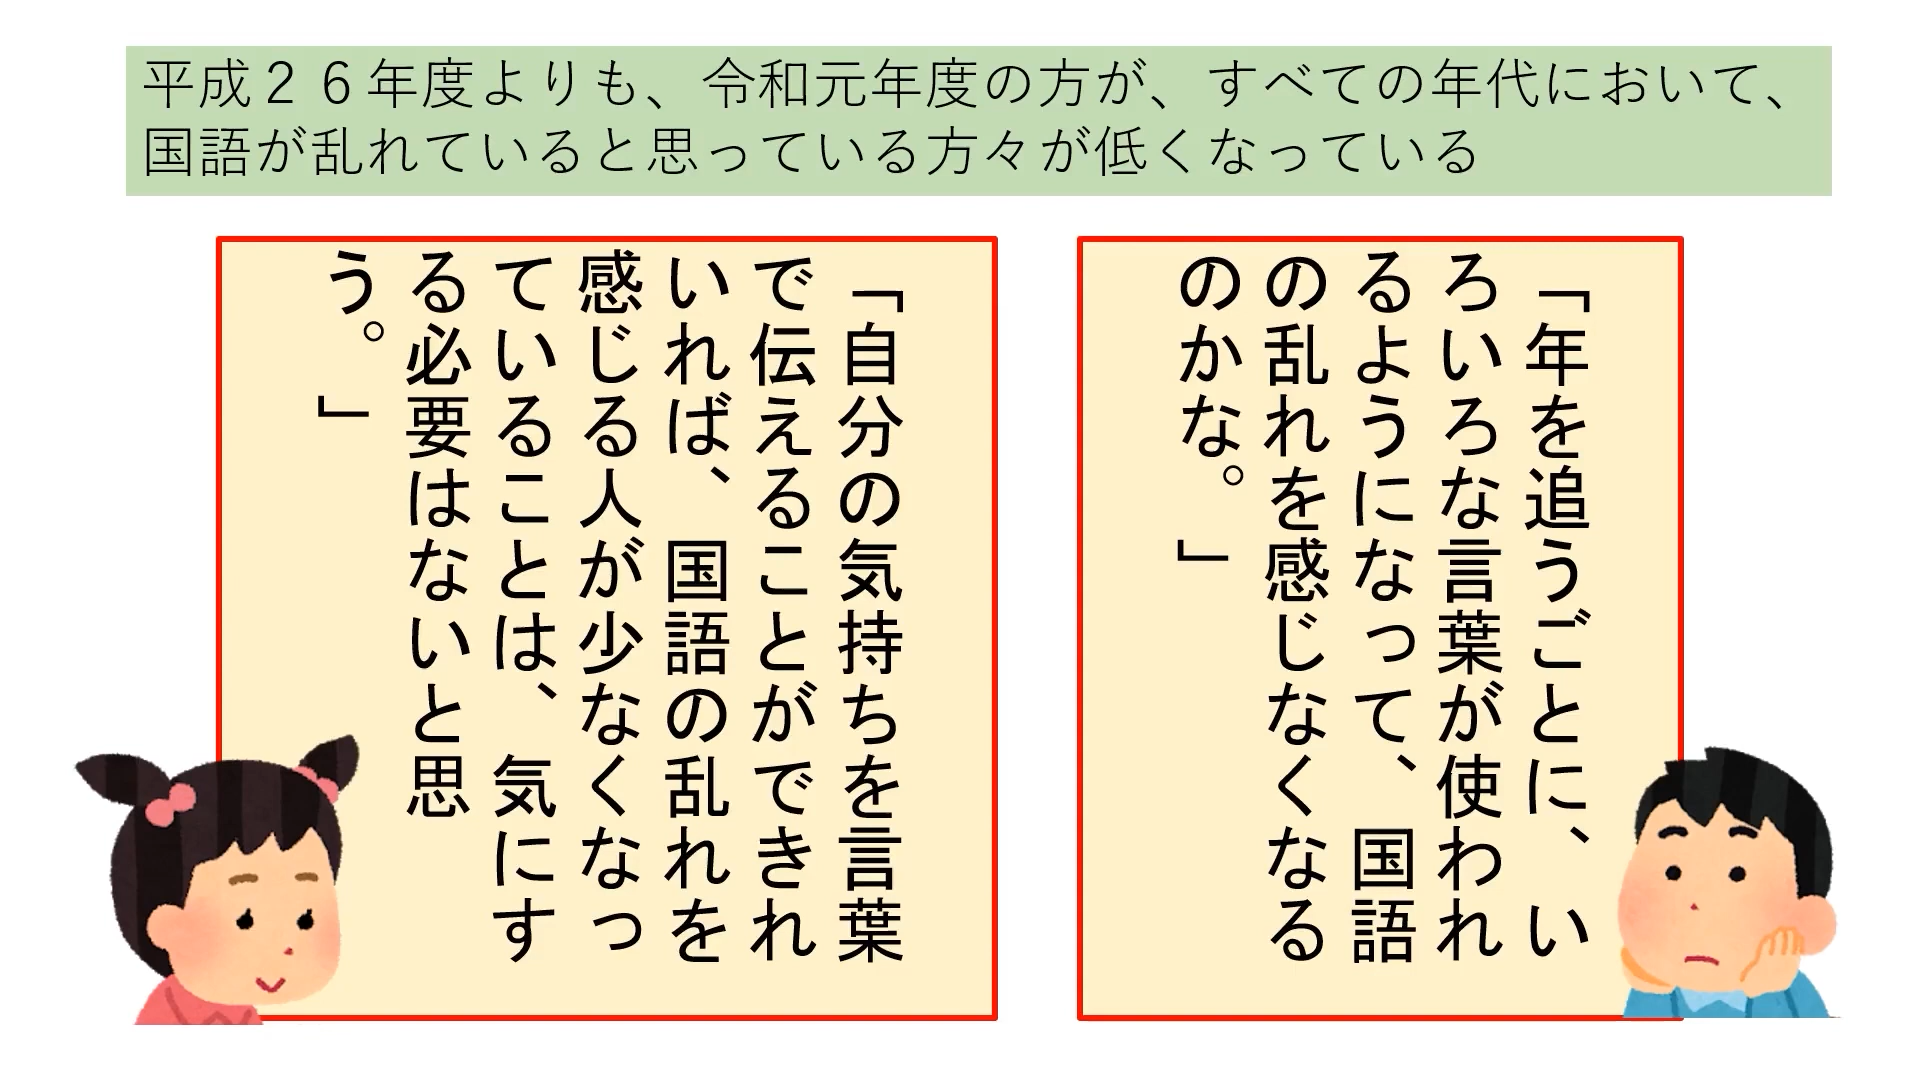 平成２６年度よりも、令和元年度の方が、すべての年代において、
国語が乱れていると思っている方々が低くなっている
「年を追うごとに、い
ろいろな言葉が使われ
るようになって、国語
の乱れを感じなくなる
のかな。」
「自分の気持ちを言葉
で伝えることができれ
いれば、国語の乱れを
感じる人が少なくなっ
ていることは、気にす
る必要はないと思
う。」